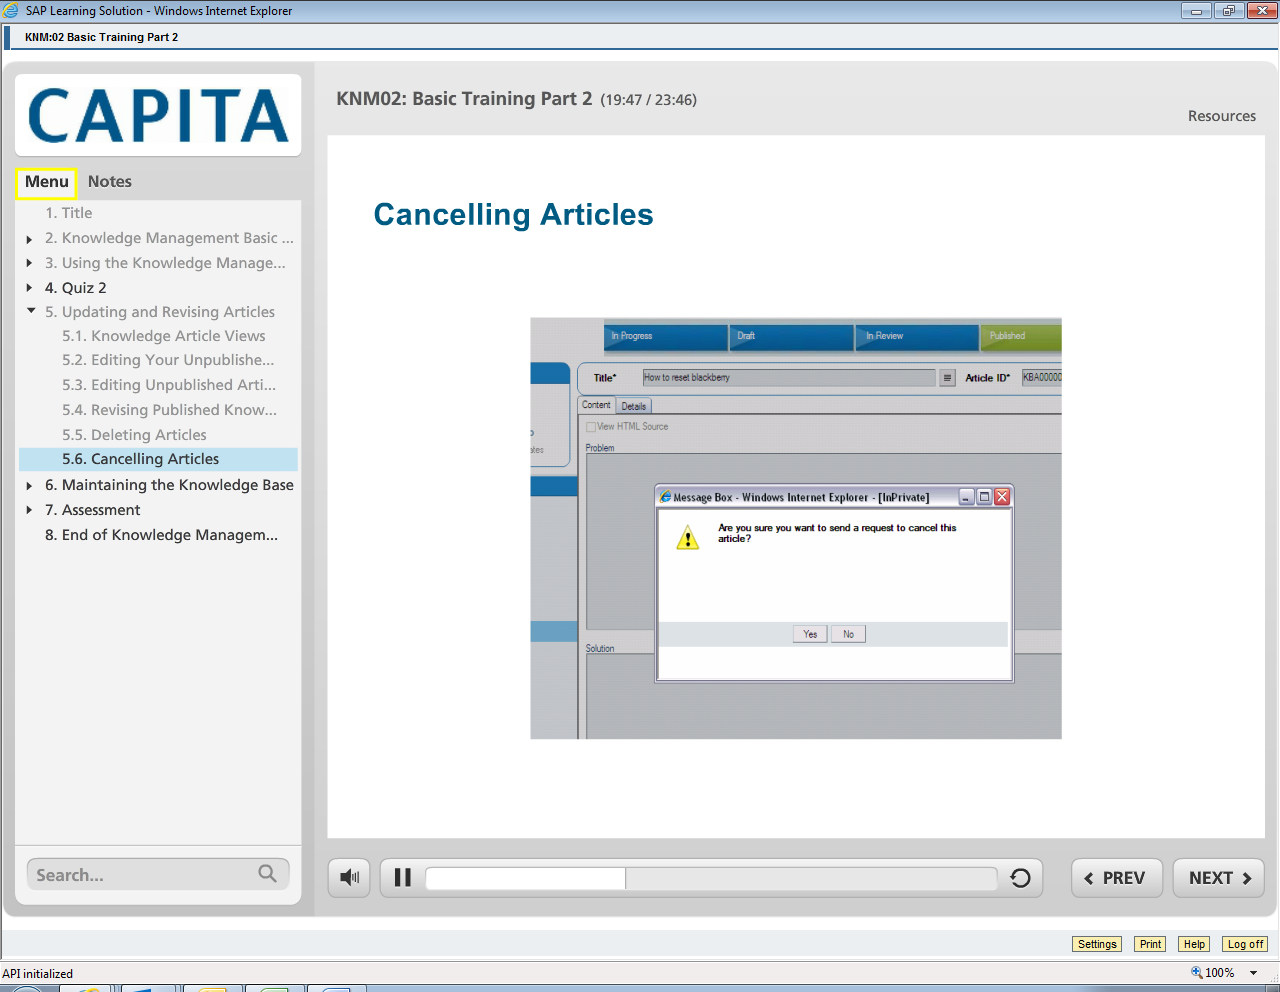 SAP Learning Solution - Windows Internet Explorer
KNM:02 Basic Training Part 2
CAPITA
KNM02: Basic Training Part 2 (19:47 / 23:46)
Resources
Menu Notes
1. Title
2. Knowledge Management Basic ...
3. Using the Knowledge Manage...
4. Quiz 2
5. Updating and Revising Articles
5.1. Knowledge Article Views
5.2. Editing Your Unpublishe...
5.3. Editing Unpublished Arti...
5.4. Revising Published Know...
5.5. Deleting Articles
5.6. Cancelling Articles
6. Maintaining the Knowledge Base
7. Assessment
8. End of Knowledge Managem...
Search...
Cancelling Articles
In Progress Draft In Review Published
Title* How to reset blackberry Article ID* KBA00000
Content Details
View HTML Source
Problem
Message Box - Windows Internet Explorer - [InPrivate]
Are you sure you want to send a request to cancel this
article?
Yes No
Solution
PREV NEXT
Settings Print Help Log off
API initialized
100%